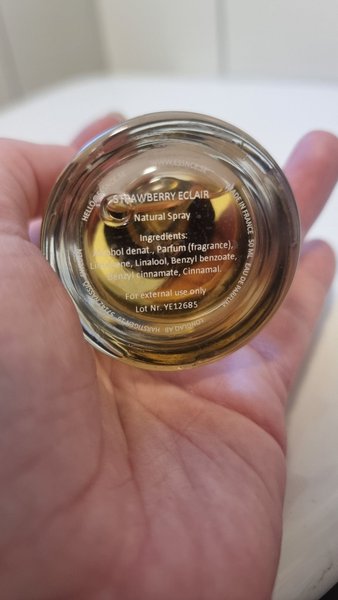 STRAWBERRY ECLAIR
Natural Spray
Ingredients:
Alcohol denat., Parfum (fragrance),
Limonene, Linalool, Benzyl benzoate,
Benzyl cinnamate, Cinnamal.
For external use only
Lot Nr. YE12685
MADE IN FRANCE 50 ML EAU DE PARFUM